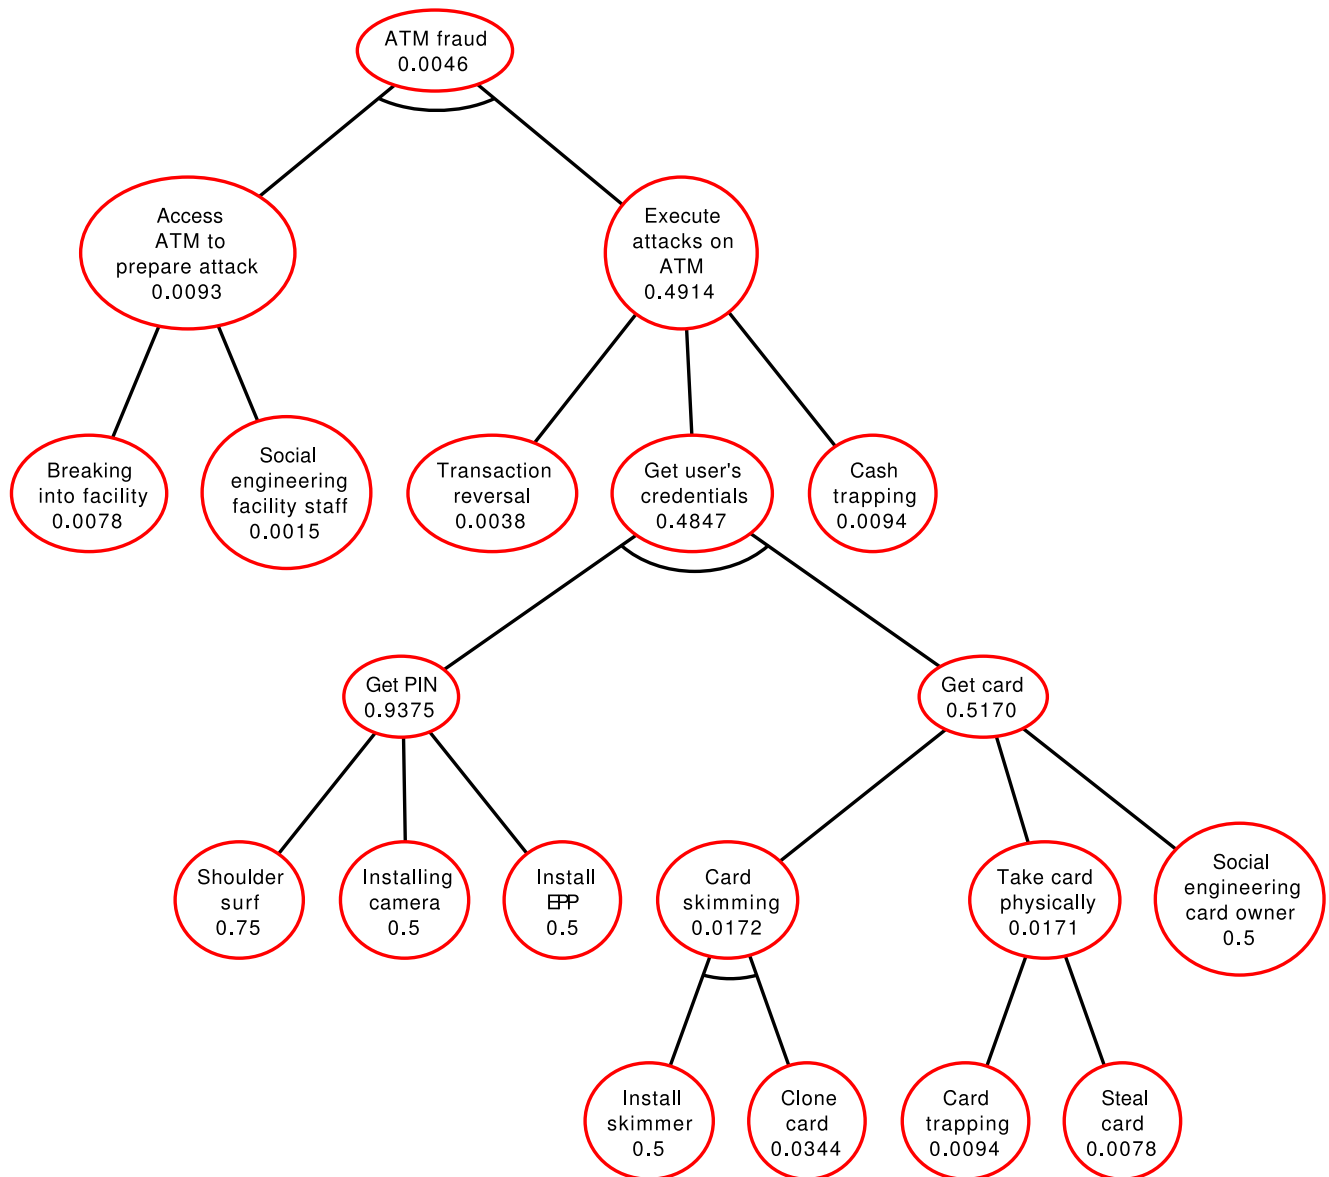 ATM fraud
0.0046
Access
ATM to
prepare attack
0.0093
Execute
attacks on
ATM
0.4914
Breaking
into facility
0.0078
Social
engineering
facility staff
0.0015
Transaction
reversal
0.0038
Get user's
credentials
0.4847
Cash
trapping
0.0094
Get PIN
0.9375
Get card
0.5170
Shoulder
surf
0.75
Installing
camera
0.5
Install
EPP
0.5
Card
skimming
0.0172
Take card
physically
0.0171
Social
engineering
card owner
0.5
Install
skimmer
0.5
Clone
card
0.0344
Card
trapping
0.0094
Steal
card
0.0078